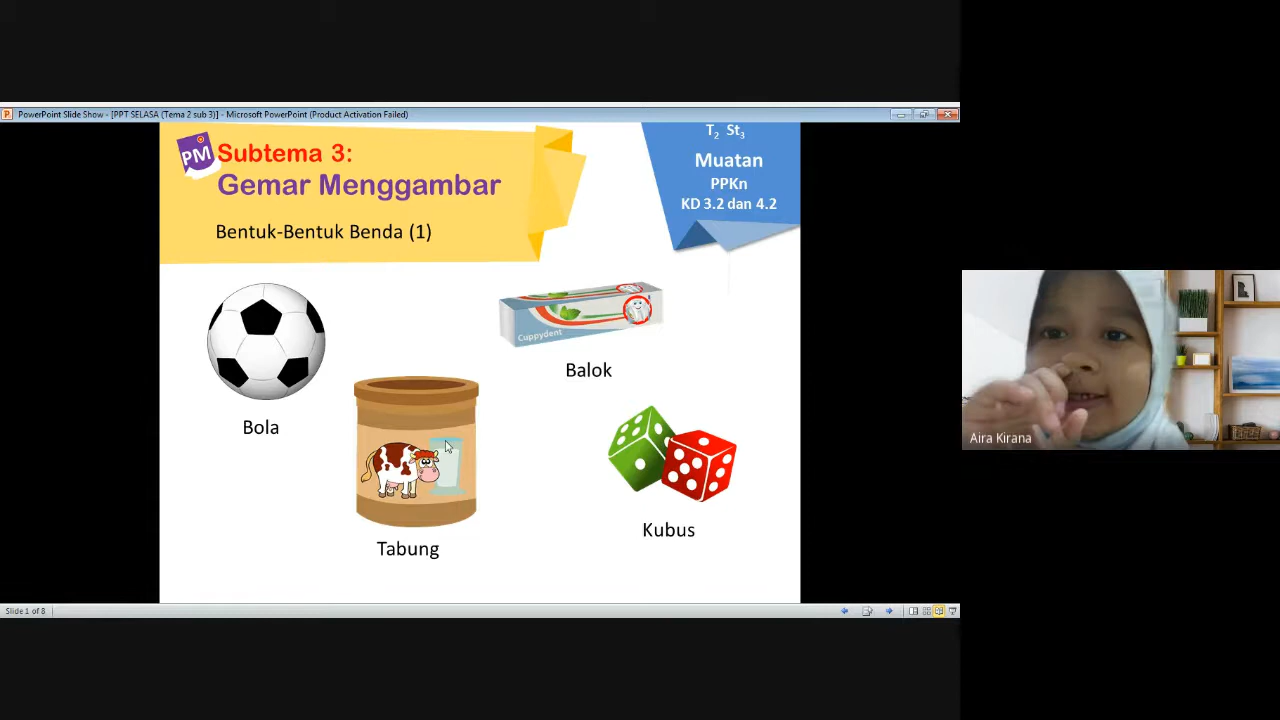 PowerPoint Slide Show - [PPT SELASA (Tema 2 sub 3)] - Microsoft PowerPoint (Product Activation Failed)
PM
Subtema 3:
Gemar Menggambar
Bentuk-Bentuk Benda (1)
T2 St3
Muatan
PPKn
KD 3.2 dan 4.2
Cuppydent
Balok
Bola
Tabung
Kubus
Aira Kirana
Slide 1 of 8